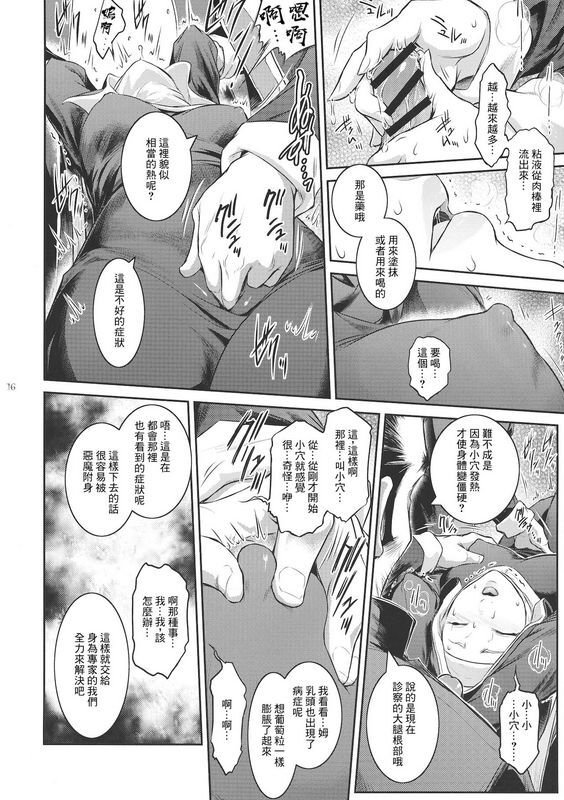 越…越來越多…
粘液從肉棒裡
流出來…
嗯啊
啊…
嗚啊
那是藥哦
用來塗抹
或者用來喝的
要喝
這個…?
這裡貌似
相當的熱呢?
這是不好的症狀
難不成是
因為小穴發熱
才使身體變僵硬?
小…小
…小穴?
說的是現在
診察的大腿根部哦
這,這樣啊
那裡…叫小穴…
從…從剛才開始
小穴就感覺
很…奇怪…咿…
我看看…姆
乳頭也出現了
病症呢
想葡萄粒一樣
膨脹了起來
啊…啊…
唔…這是在
都會那裡
也有看到的症狀呢
這樣下去的話
很容易被
惡魔附身
啊那種事…
我…我,該
怎麼辦…
這樣就交給
身為專家的我們
全力來解決吧